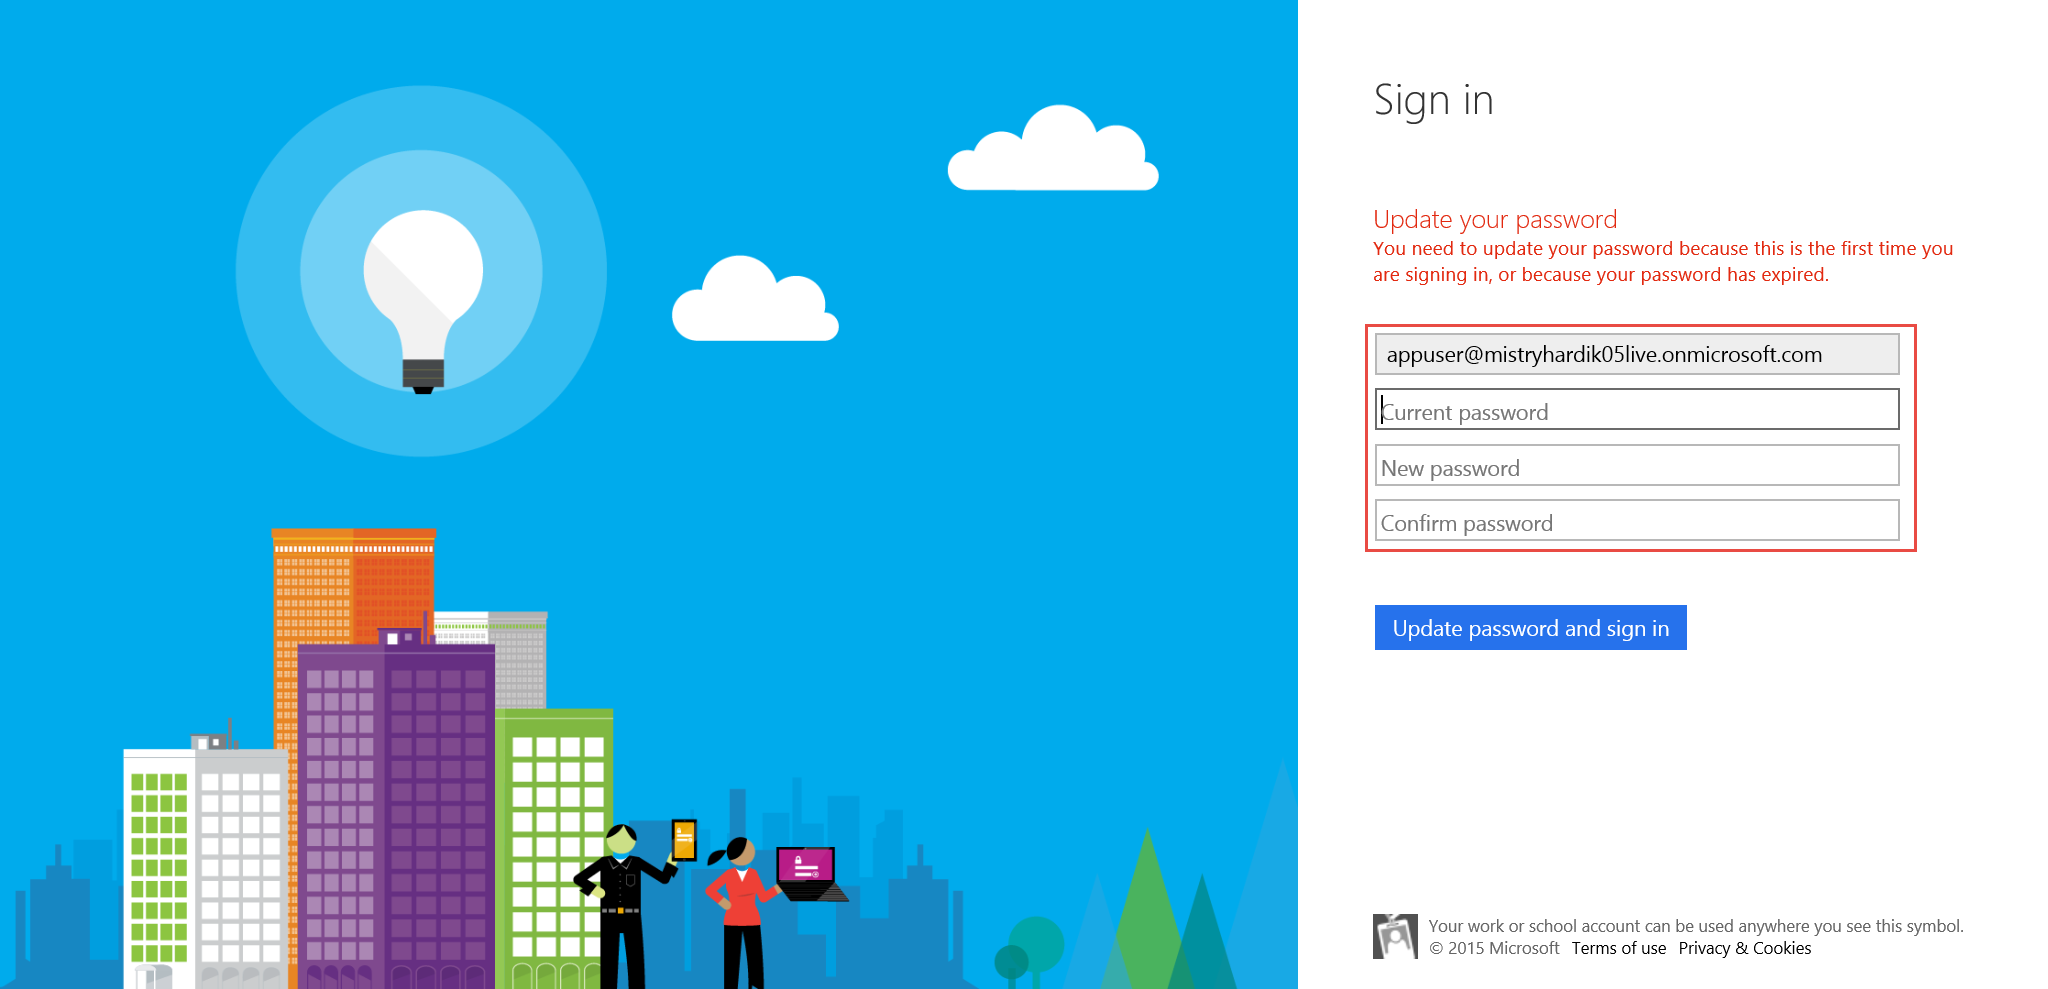 Sign in
Update your password
You need to update your password because this is the first time you
are signing in, or because your password has expired.
appuser@mistryhardik05live.onmicrosoft.com
Current password
New password
Confirm password
Update password and sign in
Your work or school account can be used anywhere you see this symbol.
© 2015 Microsoft Terms of use Privacy & Cookies